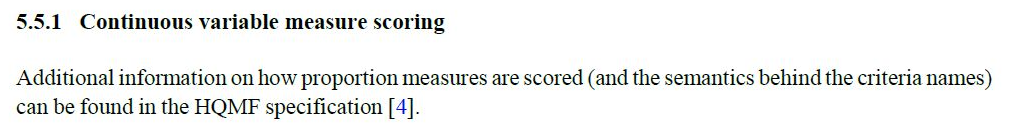 5.5.1 Continuous variable measure scoring
Additional information on how proportion measures are scored (and the semantics behind the criteria names)
can be found in the HQMF specification [4].